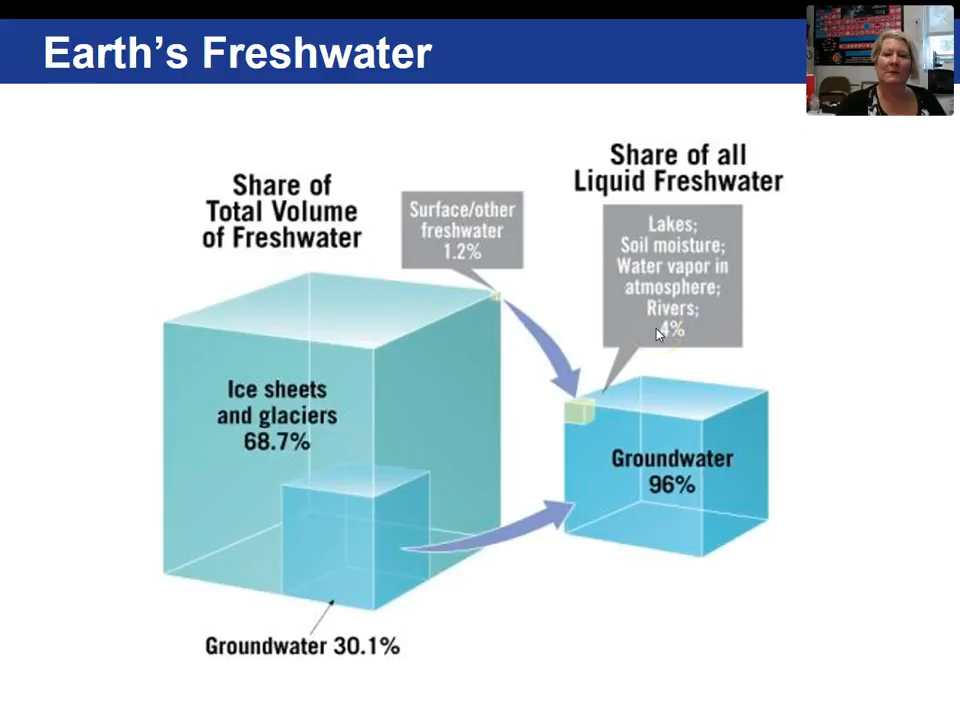 Earth's Freshwater
Share of
Total Volume
of Freshwater
Surface/other
freshwater
1.2%
Share of all
Liquid Freshwater
Lakes;
Soil moisture;
Water vapor in
atmosphere;
Rivers;
4%
Ice sheets
and glaciers
68.7%
Groundwater
96%
Groundwater 30.1%